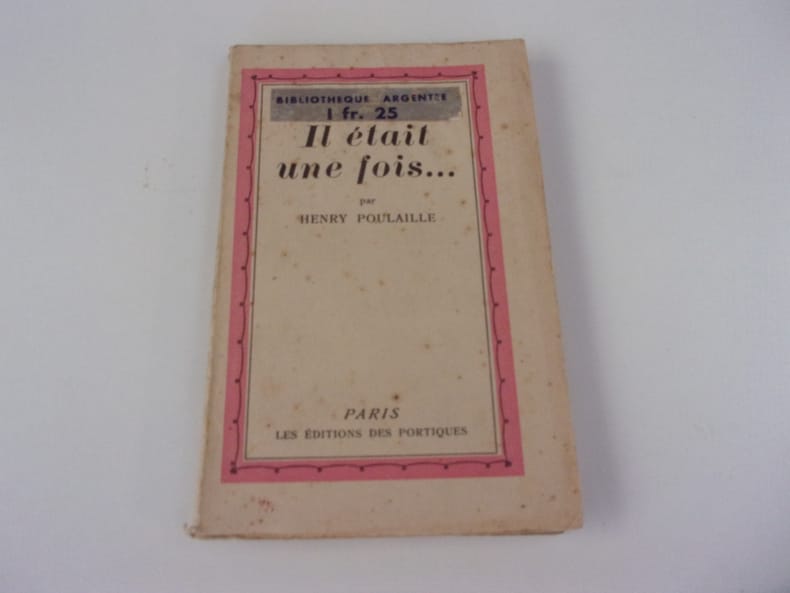 BIBLIOTHEQUE ARGENTEE
1 fr. 25
Il était
une fois...
par
HENRY POULAILLE
PARIS
LES ÉDITIONS DES PORTIQUES